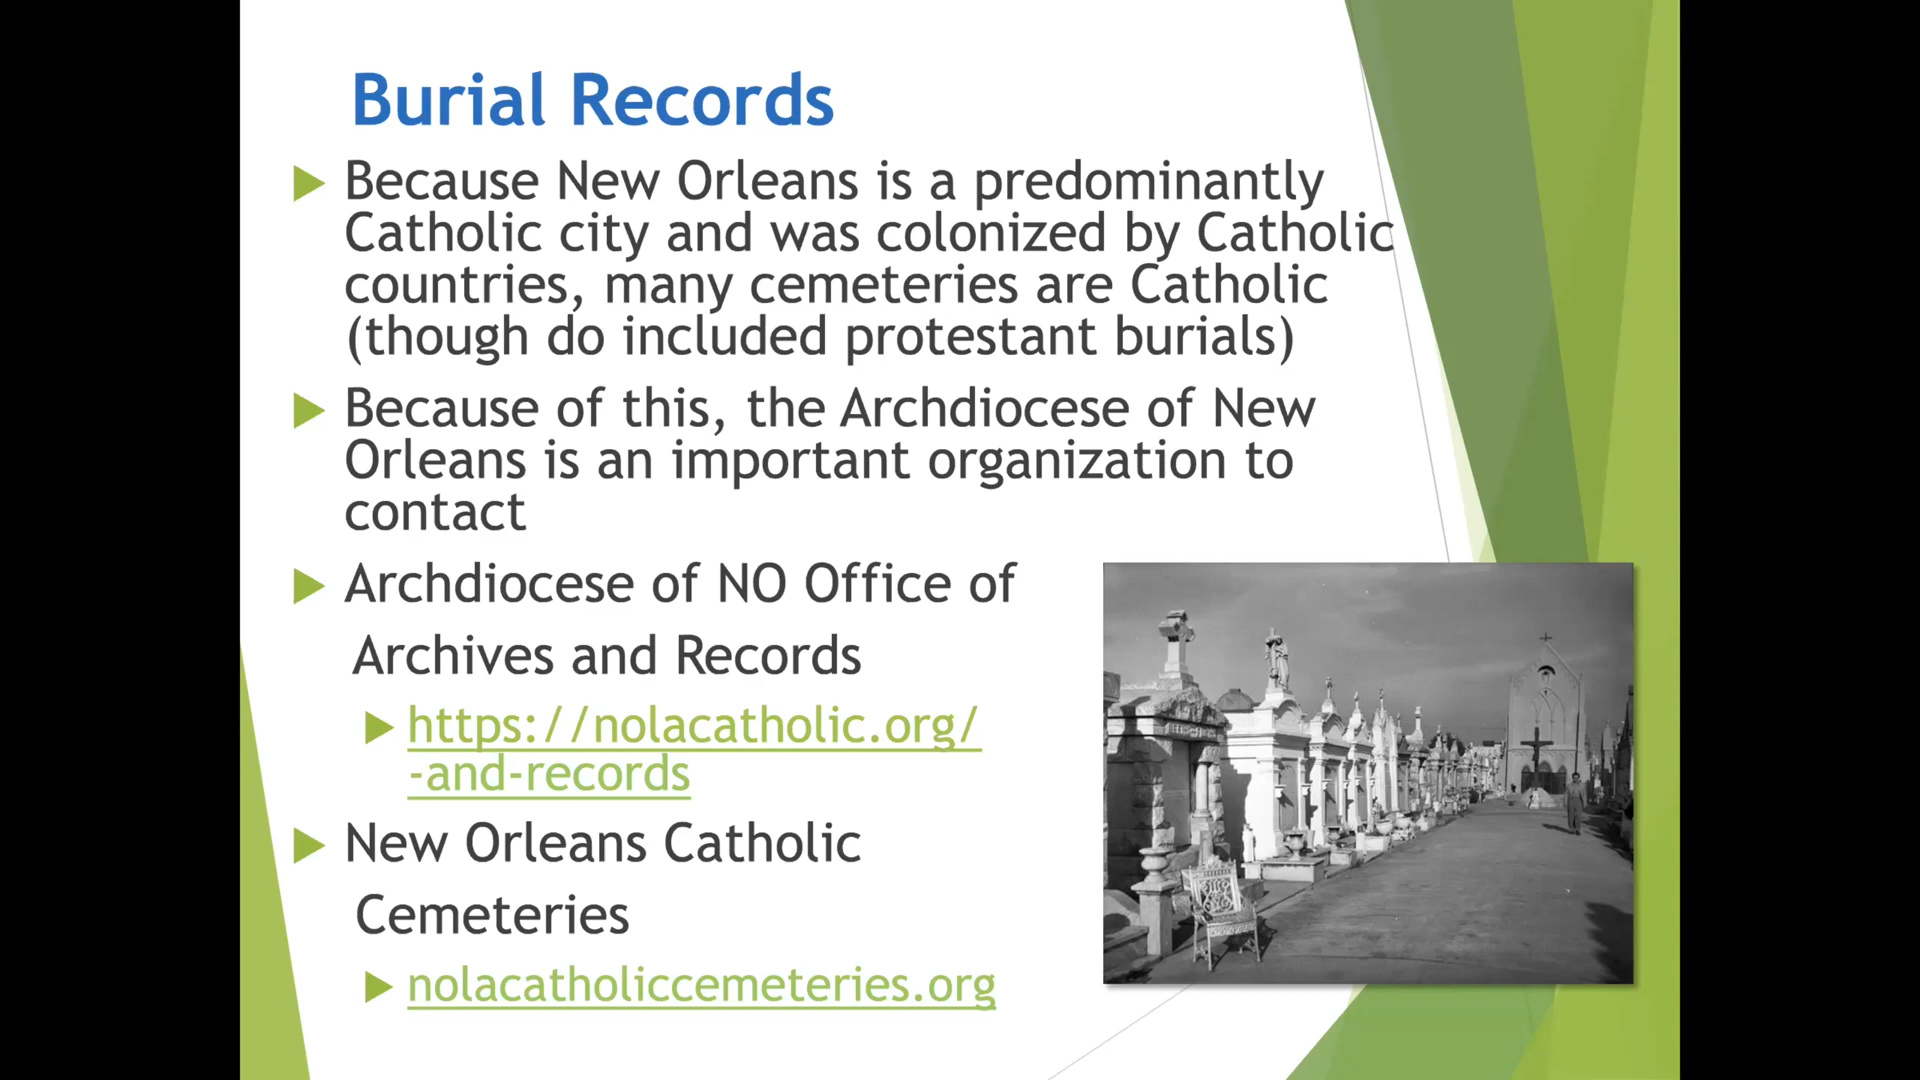 Burial Records
Because New Orleans is a predominantly
Catholic city and was colonized by Catholic
countries, many cemeteries are Catholic
(though do included protestant burials)
Because of this, the Archdiocese of New
Orleans is an important organization to
contact
Archdiocese of NO Office of
Archives and Records
https://nolacatholic.org/
-and-records
New Orleans Catholic
Cemeteries
nolacatholiccemeteries.org